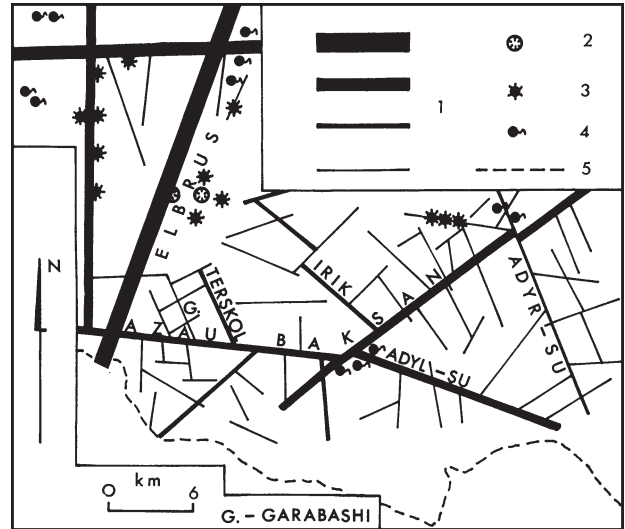 1
2
3
4
5
ELBRUS
N
IRIK
TERSKOL
G.
AZAU
BAKSAN
ADYR-SU
ADYL-SU
km
0 6
G.- GARABASHI